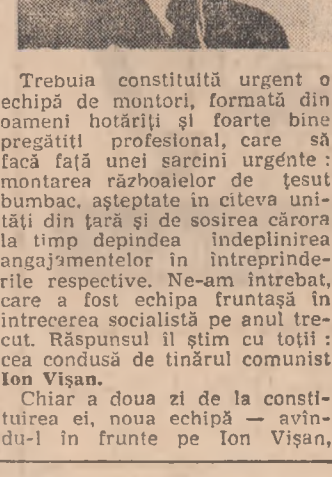 Trebuia constituită urgent o
echipă de montori, formată din
oameni hotărîți și foarte bine
pregătiți profesional, care să
facă față unei sarcini urgente :
montarea războaielor de țesut
bumbac, așteptate în cîteva uni-
tăți din țară și de sosirea cărora
la timp depindea îndeplinirea
angajamentelor în întreprinde-
rile respective. Ne-am întrebat,
care a fost echipa fruntașă în
întrecerea socialistă pe anul tre-
cut. Răspunsul îl știm cu toții :
cea condusă de tînărul comunist
Ion Vișan.
Chiar a doua zi de la consti-
tuirea ei, noua echipă — avîn-
du-l în frunte pe Ion Vișan,